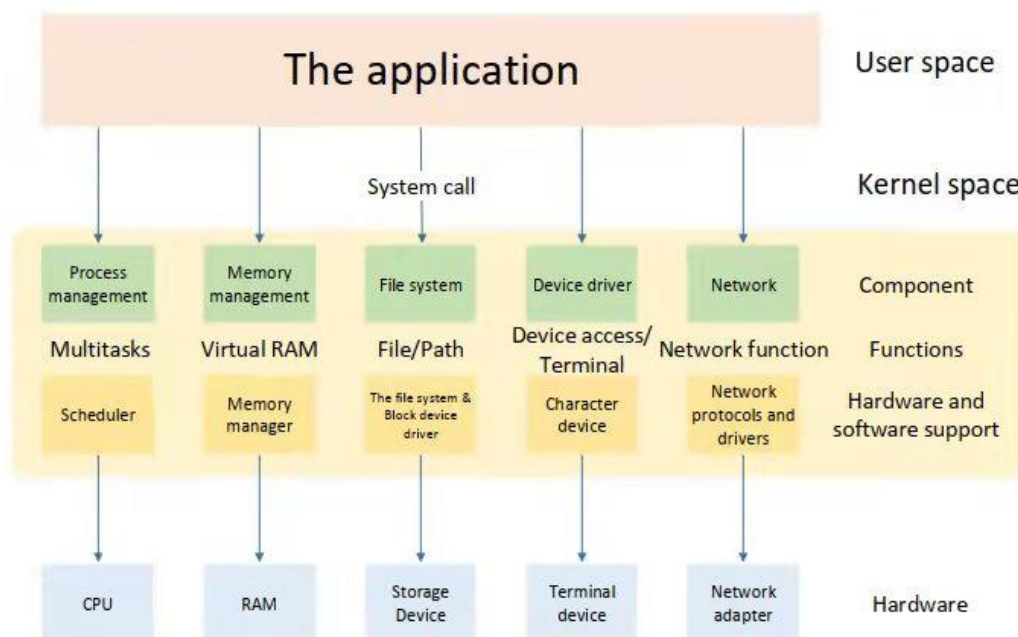 The application
User space
System call
Kernel space
Process
management
Memory
management
File system
Device driver
Network
Component
Multitasks
Virtual RAM
File/Path
Device access/
Terminal
Network function
Functions
Scheduler
Memory
manager
The file system &
Block device
driver
Character
device
Network
protocols and
drivers
Hardware and
software support
CPU
RAM
Storage
Device
Terminal
device
Network
adapter
Hardware